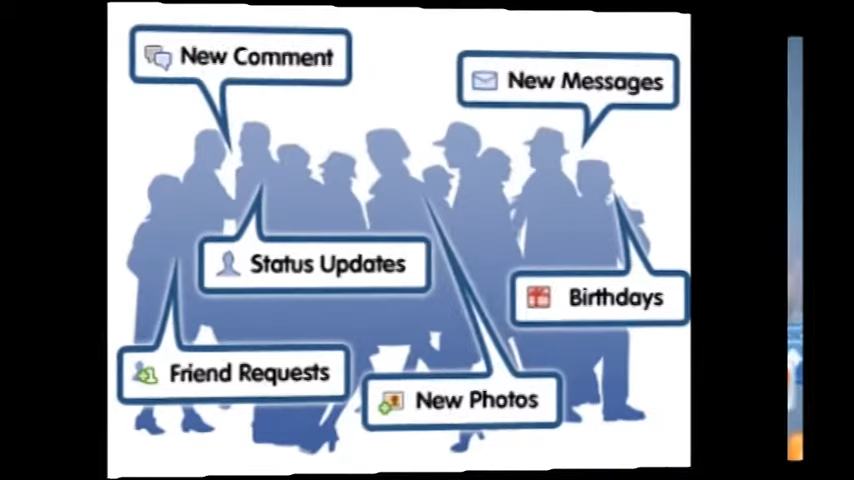 New Comment
New Messages
Status Updates
Birthdays
Friend Requests
New Photos